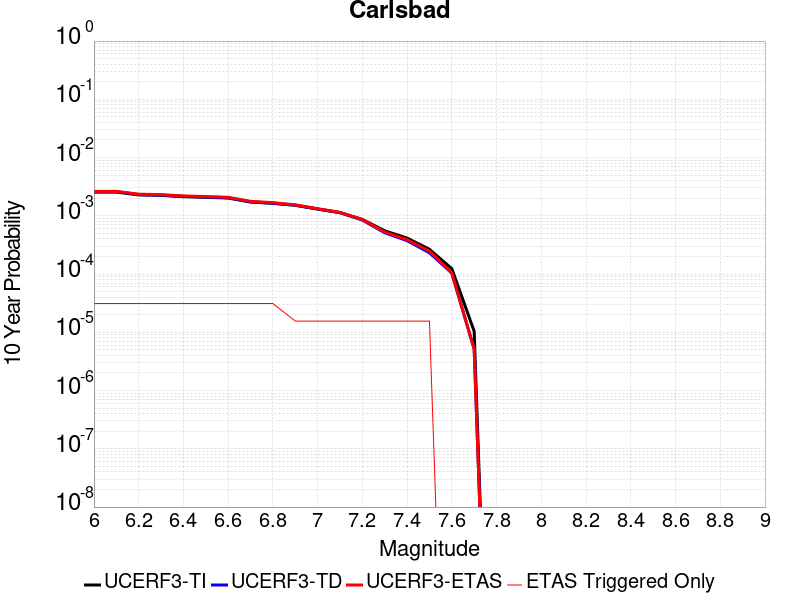 Carlsbad
10 Year Probability
10^0
10^-1
10^-2
10^-3
10^-4
10^-5
10^-6
10^-7
10^-8
6 6.2 6.4 6.6 6.8 7 7.2 7.4 7.6 7.8 8 8.2 8.4 8.6 8.8 9
Magnitude
UCERF3-TI UCERF3-TD UCERF3-ETAS ETAS Triggered Only